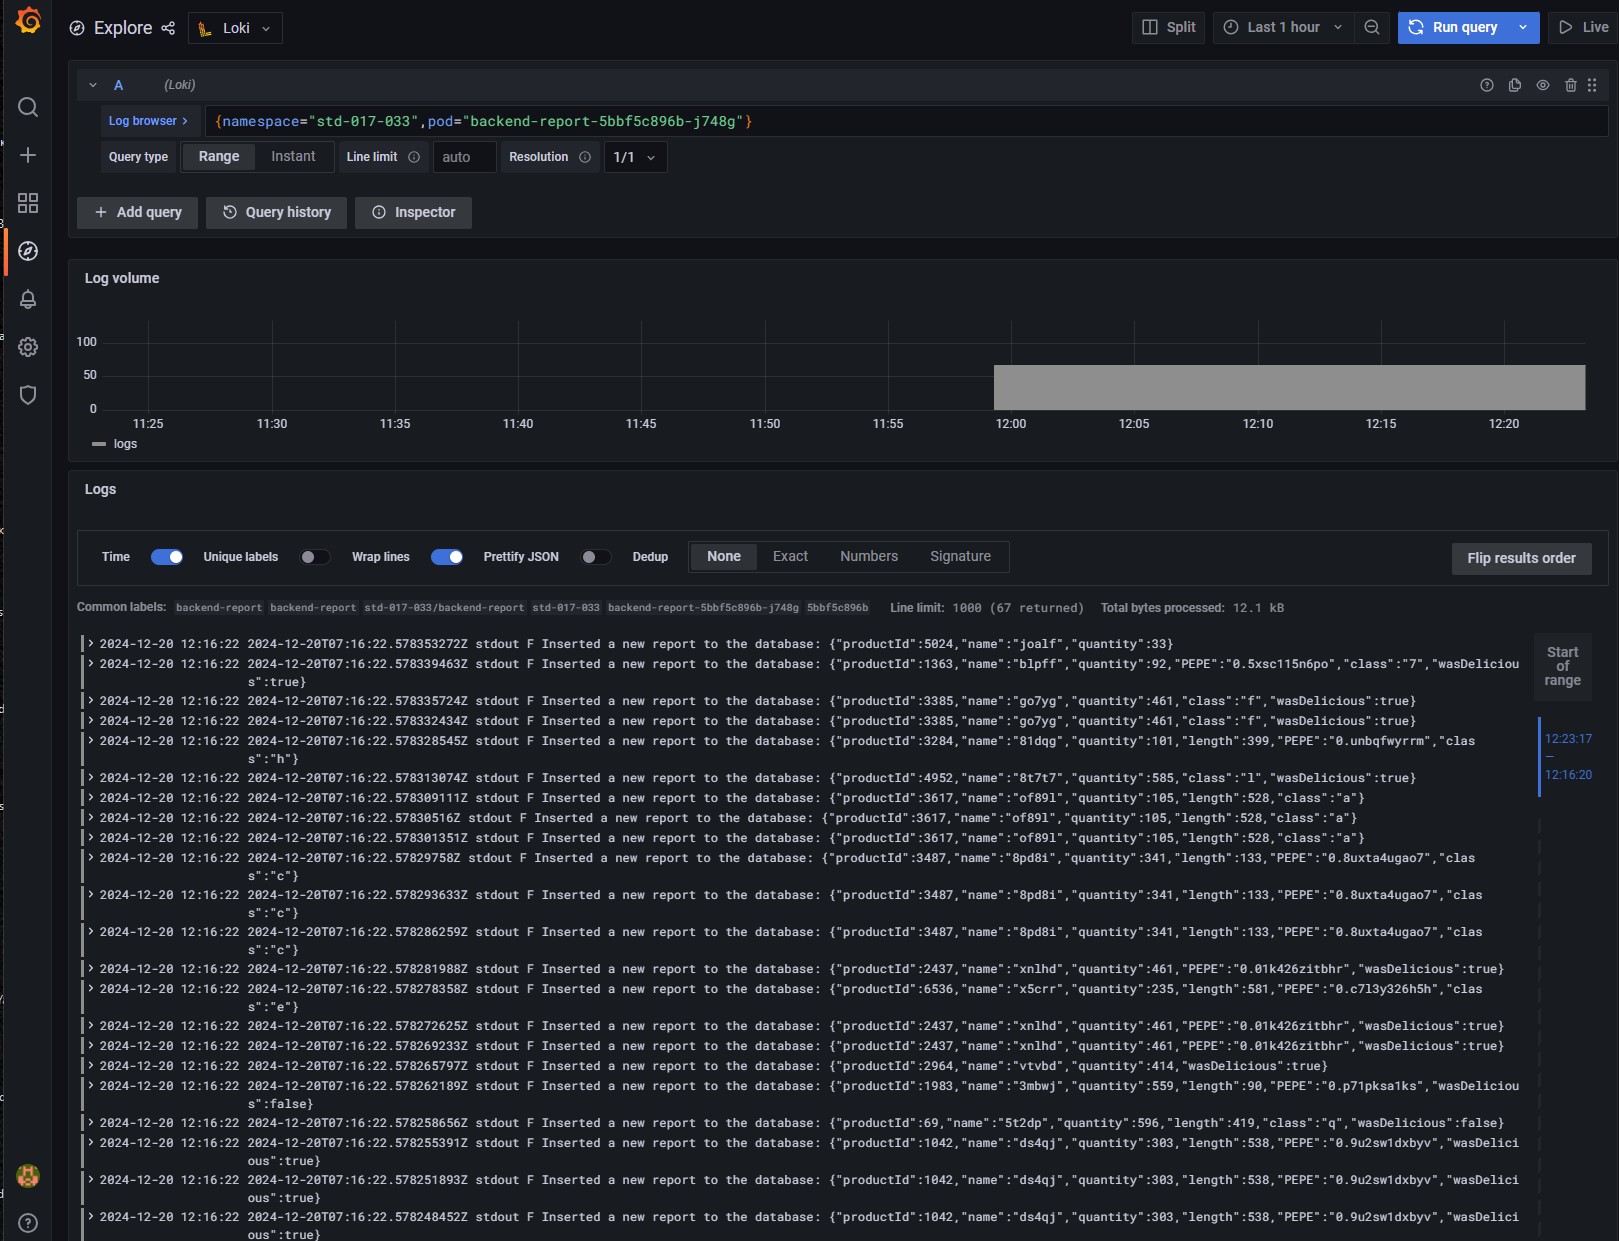 Explore
Loki
Split
Last 1 hour
Run query
Live
A (Loki)
Log browser
{namespace="std-017-033",pod="backend-report-5bbf5c896b-j748g"}
Query type Range Instant Line limit auto Resolution 1/1
+ Add query Query history Inspector
Log volume
100
50
0
11:25 11:30 11:35 11:40 11:45 11:50 11:55 12:00 12:05 12:10 12:15 12:20
logs
Logs
Time Unique labels Wrap lines Prettify JSON Dedup None Exact Numbers Signature Flip results order
Common labels: backend-report backend-report std-017-033/backend-report std-017-033 backend-report-5bbf5c896b-j748g 5bbf5c896b Line limit: 1000 (67 returned) Total bytes processed: 12.1 kB
> 2024-12-20 12:16:22 2024-12-20T07:16:22.578353272Z stdout F Inserted a new report to the database: {"productId":5024,"name":"joalf","quantity":33}
> 2024-12-20 12:16:22 2024-12-20T07:16:22.578339463Z stdout F Inserted a new report to the database: {"productId":1363,"name":"blpff","quantity":92,"PEPE":"0.5xsc115n6po","class":"7","wasDeliciou
s":true}
> 2024-12-20 12:16:22 2024-12-20T07:16:22.578335724Z stdout F Inserted a new report to the database: {"productId":3385,"name":"go7yg","quantity":461,"class":"f","wasDelicious":true}
> 2024-12-20 12:16:22 2024-12-20T07:16:22.578332434Z stdout F Inserted a new report to the database: {"productId":3385,"name":"go7yg","quantity":461,"class":"f","wasDelicious":true}
> 2024-12-20 12:16:22 2024-12-20T07:16:22.578328545Z stdout F Inserted a new report to the database: {"productId":3284,"name":"81dqg","quantity":101,"length":399,"PEPE":"0.unbqfwyrrm","clas
s":"h"}
> 2024-12-20 12:16:22 2024-12-20T07:16:22.578313074Z stdout F Inserted a new report to the database: {"productId":4952,"name":"8t7t7","quantity":585,"class":"l","wasDelicious":true}
> 2024-12-20 12:16:22 2024-12-20T07:16:22.578309111Z stdout F Inserted a new report to the database: {"productId":3617,"name":"of89l","quantity":105,"length":528,"class":"a"}
> 2024-12-20 12:16:22 2024-12-20T07:16:22.57830516Z stdout F Inserted a new report to the database: {"productId":3617,"name":"of89l","quantity":105,"length":528,"class":"a"}
> 2024-12-20 12:16:22 2024-12-20T07:16:22.578301351Z stdout F Inserted a new report to the database: {"productId":3617,"name":"of89l","quantity":105,"length":528,"class":"a"}
> 2024-12-20 12:16:22 2024-12-20T07:16:22.57829758Z stdout F Inserted a new report to the database: {"productId":3487,"name":"8pd8i","quantity":341,"length":133,"PEPE":"0.8uxta4ugao7","clas
s":"c"}
> 2024-12-20 12:16:22 2024-12-20T07:16:22.578293633Z stdout F Inserted a new report to the database: {"productId":3487,"name":"8pd8i","quantity":341,"length":133,"PEPE":"0.8uxta4ugao7","clas
s":"c"}
> 2024-12-20 12:16:22 2024-12-20T07:16:22.578286259Z stdout F Inserted a new report to the database: {"productId":3487,"name":"8pd8i","quantity":341,"length":133,"PEPE":"0.8uxta4ugao7","clas
s":"c"}
> 2024-12-20 12:16:22 2024-12-20T07:16:22.578281988Z stdout F Inserted a new report to the database: {"productId":2437,"name":"xnlhd","quantity":461,"PEPE":"0.01k426zitbhr","wasDelicious":true}
> 2024-12-20 12:16:22 2024-12-20T07:16:22.578278358Z stdout F Inserted a new report to the database: {"productId":6536,"name":"x5crr","quantity":235,"length":581,"PEPE":"0.c7l3y326h5h","clas
s":"e"}
> 2024-12-20 12:16:22 2024-12-20T07:16:22.578272625Z stdout F Inserted a new report to the database: {"productId":2437,"name":"xnlhd","quantity":461,"PEPE":"0.01k426zitbhr","wasDelicious":true}
> 2024-12-20 12:16:22 2024-12-20T07:16:22.578269233Z stdout F Inserted a new report to the database: {"productId":2437,"name":"xnlhd","quantity":461,"PEPE":"0.01k426zitbhr","wasDelicious":true}
> 2024-12-20 12:16:22 2024-12-20T07:16:22.578265797Z stdout F Inserted a new report to the database: {"productId":2964,"name":"vtvbd","quantity":414,"wasDelicious":true}
> 2024-12-20 12:16:22 2024-12-20T07:16:22.578262189Z stdout F Inserted a new report to the database: {"productId":1983,"name":"3mbwj","quantity":559,"length":90,"PEPE":"0.p71pksa1ks","wasDeliciou
s":false}
> 2024-12-20 12:16:22 2024-12-20T07:16:22.578258656Z stdout F Inserted a new report to the database: {"productId":69,"name":"5t2dp","quantity":596,"length":419,"class":"q","wasDelicious":false}
> 2024-12-20 12:16:22 2024-12-20T07:16:22.578255391Z stdout F Inserted a new report to the database: {"productId":1042,"name":"ds4qj","quantity":303,"length":538,"PEPE":"0.9u2sw1dxbyv","wasDelici
ous":true}
> 2024-12-20 12:16:22 2024-12-20T07:16:22.578251893Z stdout F Inserted a new report to the database: {"productId":1042,"name":"ds4qj","quantity":303,"length":538,"PEPE":"0.9u2sw1dxbyv","wasDelici
ous":true}
> 2024-12-20 12:16:22 2024-12-20T07:16:22.578248452Z stdout F Inserted a new report to the database: {"productId":1042,"name":"ds4qj","quantity":303,"length":538,"PEPE":"0.9u2sw1dxbyv","wasDelici
ous":true}
Start
of
range
12:23:17
—
12:16:20